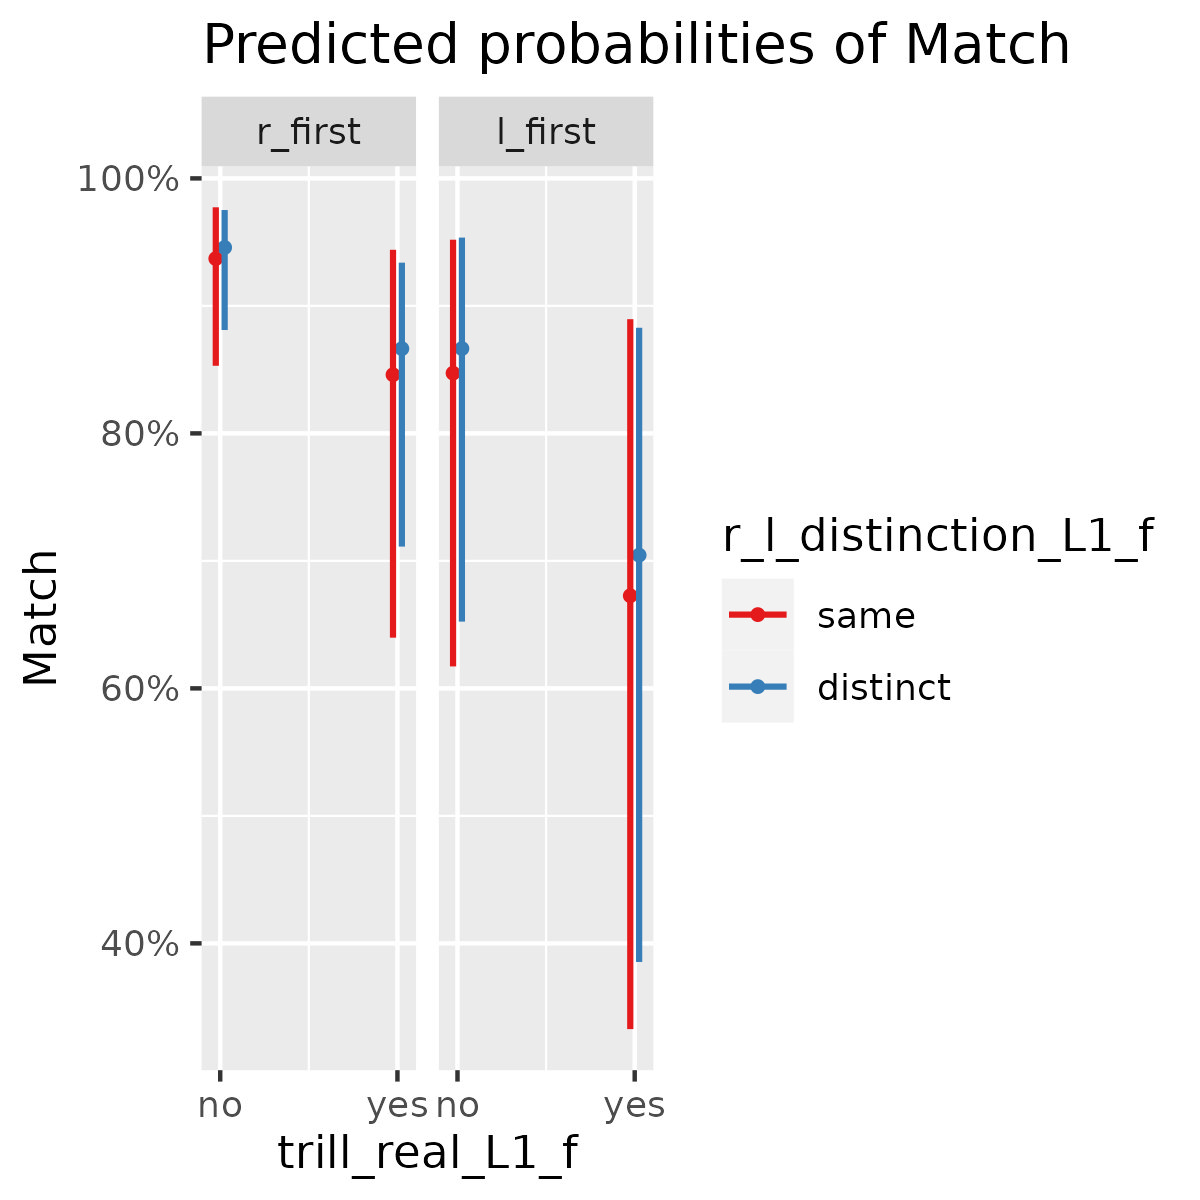 Predicted probabilities of Match
r_first
l_first
100%
80%
60%
40%
Match
no
yes
no
yes
trill_real_L1_f
r_l_distinction_L1_f
same
distinct